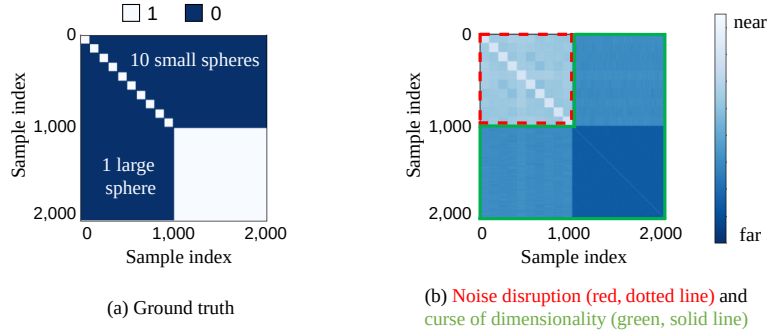 1 0
0
1,000
2,000
Sample index
10 small spheres
1 large
sphere
0 1,000 2,000
Sample index
(a) Ground truth
0
1,000
2,000
Sample index
0 1,000 2,000
Sample index
near
far
(b) Noise disruption (red, dotted line) and
curse of dimensionality (green, solid line)